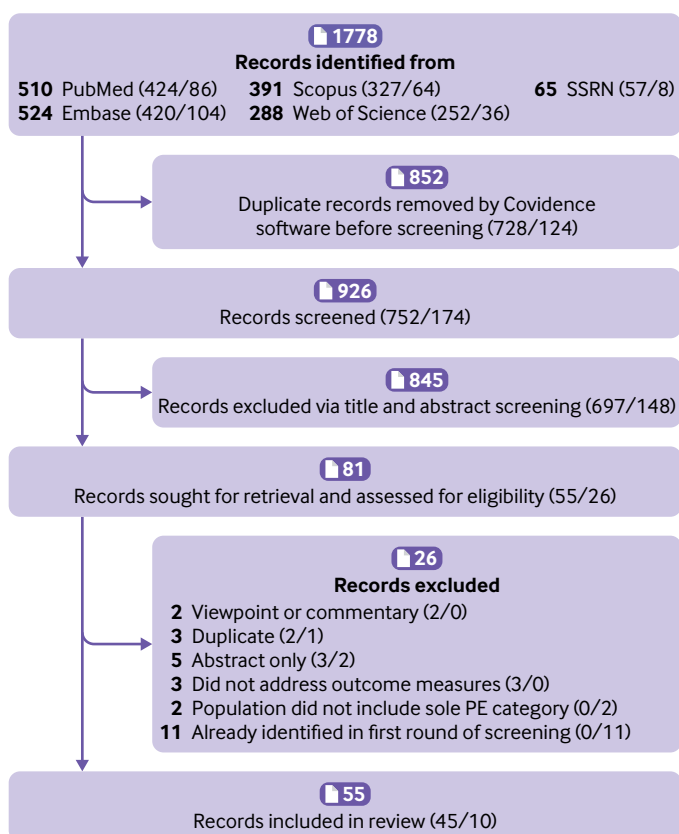 1778
Records identified from
510 PubMed (424/86) 391 Scopus (327/64) 65 SSRN (57/8)
524 Embase (420/104) 288 Web of Science (252/36)
852
Duplicate records removed by Covidence
software before screening (728/124)
926
Records screened (752/174)
845
Records excluded via title and abstract screening (697/148)
81
Records sought for retrieval and assessed for eligibility (55/26)
26
Records excluded
2 Viewpoint or commentary (2/0)
3 Duplicate (2/1)
5 Abstract only (3/2)
3 Did not address outcome measures (3/0)
2 Population did not include sole PE category (0/2)
11 Already identified in first round of screening (0/11)
55
Records included in review (45/10)